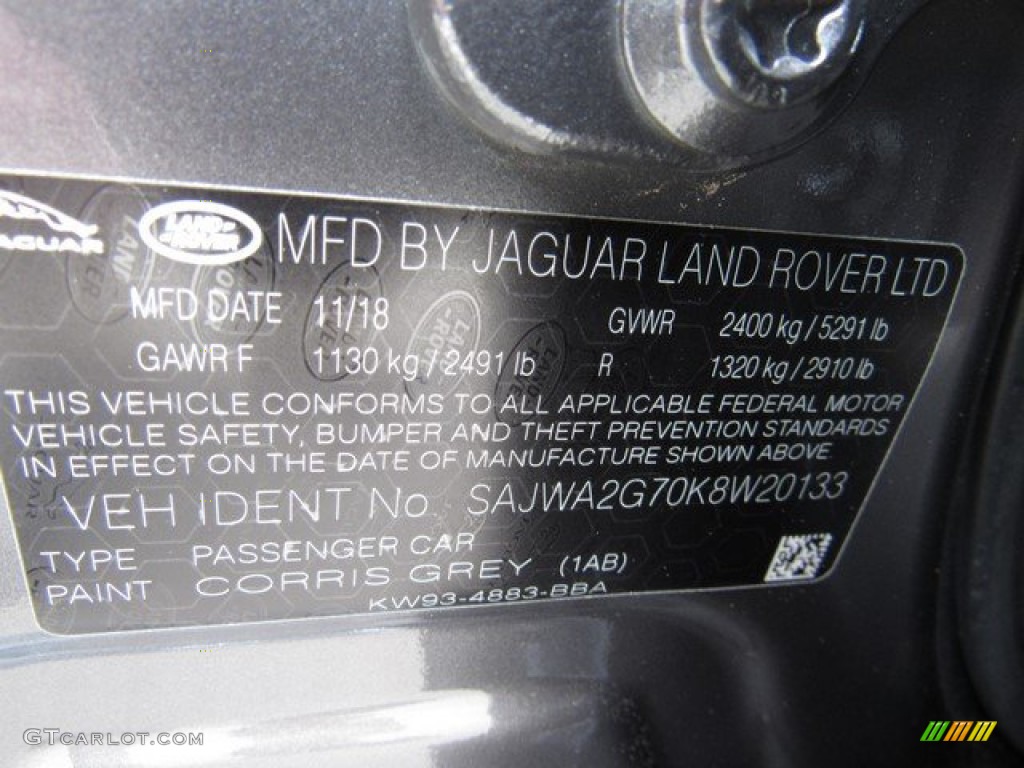 JAGUAR LAND ROVER MFD BY JAGUAR LAND ROVER LTD
MFD DATE 11/18 GVWR 2400 kg / 5291 lb
GAWR F 1130 kg / 2491 lb R 1320 kg / 2910 lb
THIS VEHICLE CONFORMS TO ALL APPLICABLE FEDERAL MOTOR
VEHICLE SAFETY, BUMPER AND THEFT PREVENTION STANDARDS
IN EFFECT ON THE DATE OF MANUFACTURE SHOWN ABOVE.
VEH IDENT No. SAJWA2G70K8W20133
TYPE PASSENGER CAR
PAINT CORRIS GREY (1AB)
KW93-4883-BBA
GTCARLOT.COM